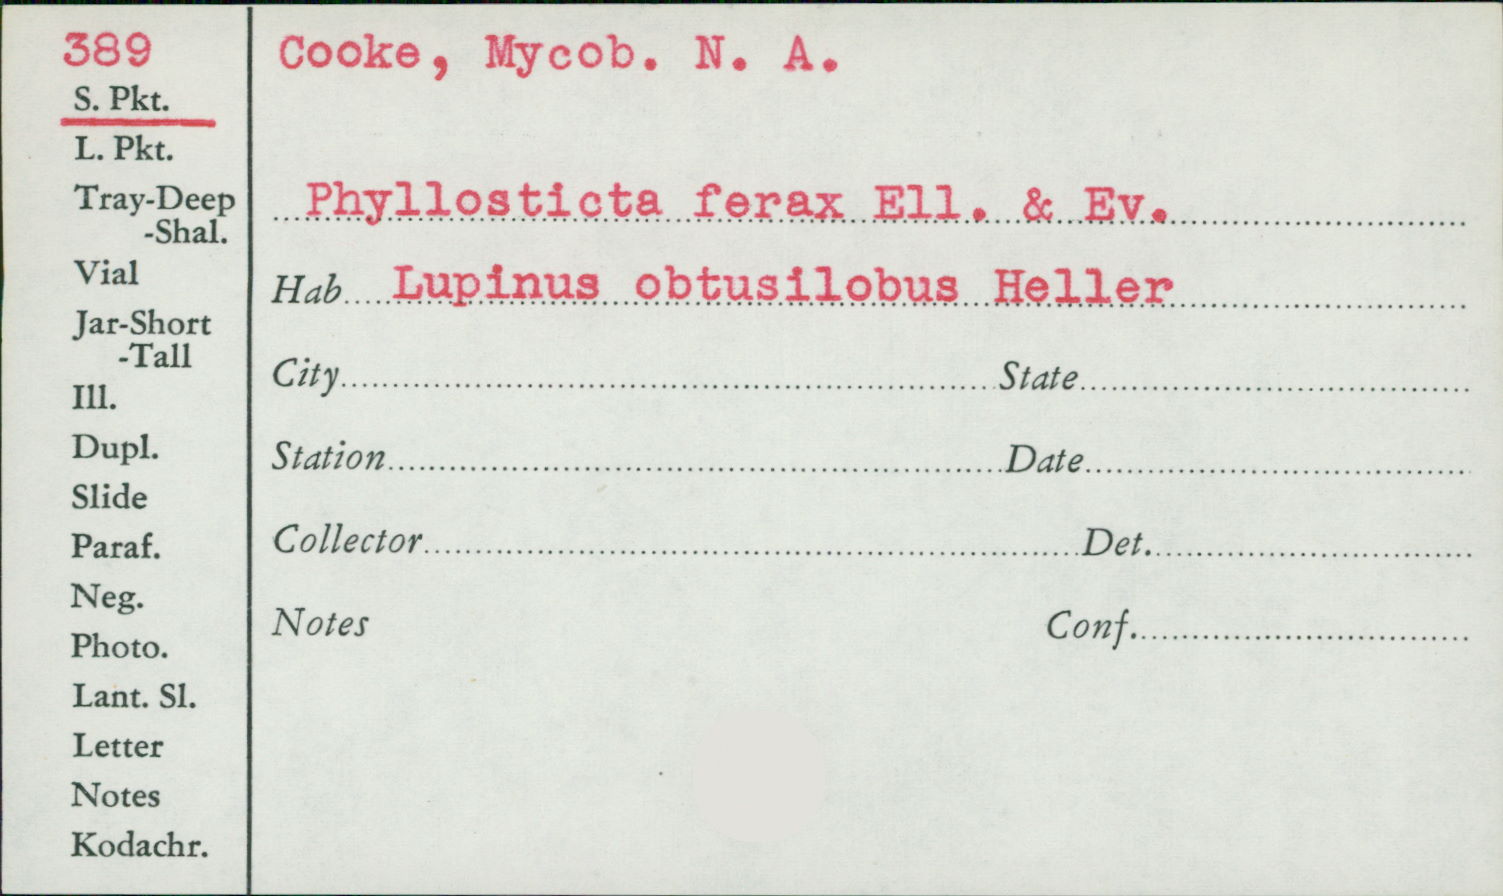 389
S. Pkt.
L. Pkt.
Tray-Deep
-Shal.
Vial
Jar-Short
-Tall
Ill.
Dupl.
Slide
Paraf.
Neg.
Photo.
Lant. Sl.
Letter
Notes
Kodachr.
Cooke, Mycob. N. A.
Phyllosticta ferax Ell. & Ev.
Hab. Lupinus obtusilobus Heller
City State
Station Date
Collector Det.
Notes Conf.